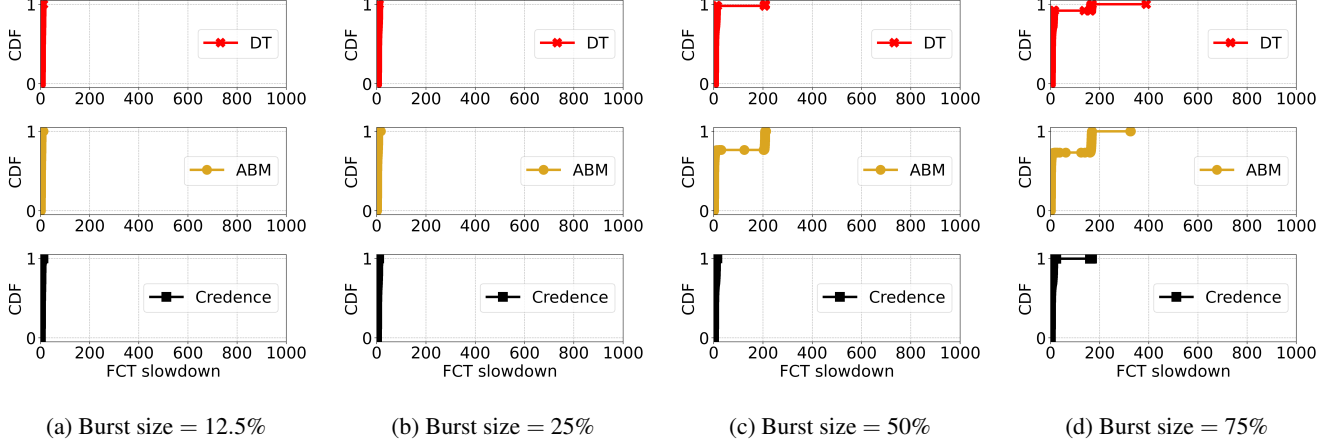 CDF
1
0
DT
0 200 400 600 800 1000
CDF
1
0
ABM
0 200 400 600 800 1000
CDF
1
0
Credence
0 200 400 600 800 1000
FCT slowdown
(a) Burst size = 12.5%
CDF
1
0
DT
0 200 400 600 800 1000
CDF
1
0
ABM
0 200 400 600 800 1000
CDF
1
0
Credence
0 200 400 600 800 1000
FCT slowdown
(b) Burst size = 25%
CDF
1
0
DT
0 200 400 600 800 1000
CDF
1
0
ABM
0 200 400 600 800 1000
CDF
1
0
Credence
0 200 400 600 800 1000
FCT slowdown
(c) Burst size = 50%
CDF
1
0
DT
0 200 400 600 800 1000
CDF
1
0
ABM
0 200 400 600 800 1000
CDF
1
0
Credence
0 200 400 600 800 1000
FCT slowdown
(d) Burst size = 75%